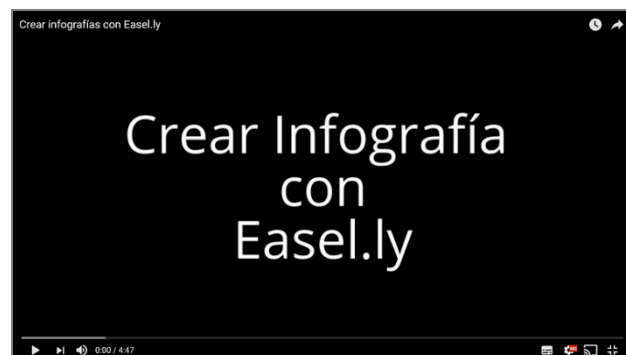 Crear infografías con Easel.ly
Crear Infografía
con
Easel.ly
0:00 / 4:47